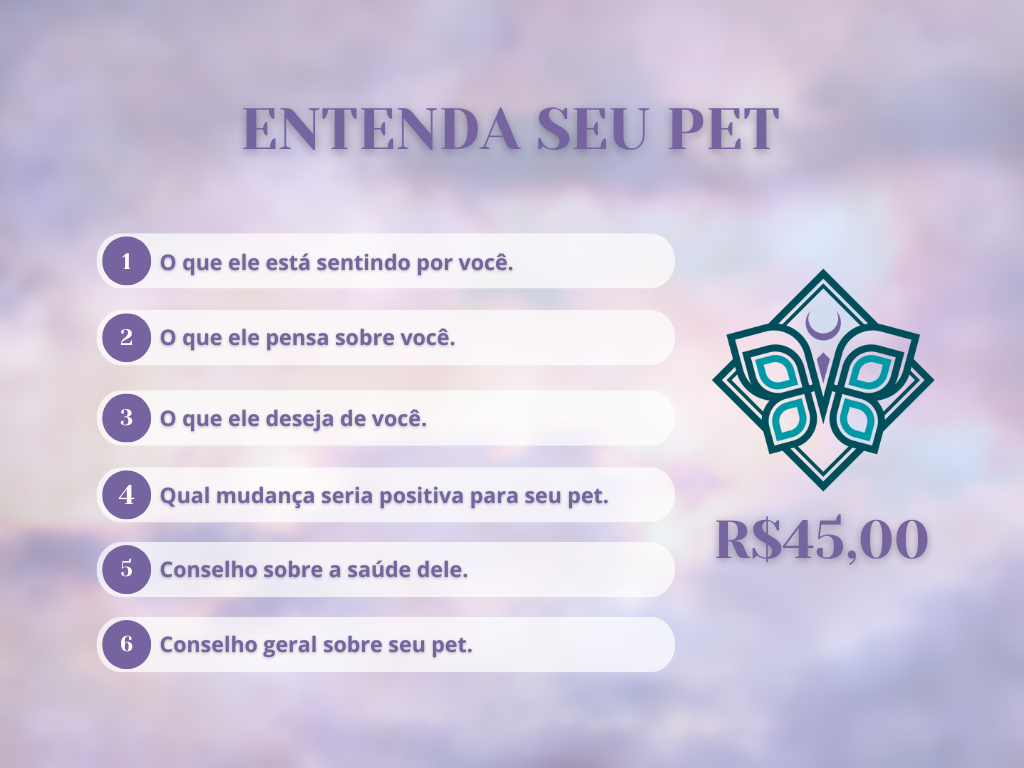 ENTENDA SEU PET
1 O que ele está sentindo por você.
2 O que ele pensa sobre você.
3 O que ele deseja de você.
4 Qual mudança seria positiva para seu pet.
5 Conselho sobre a saúde dele.
6 Conselho geral sobre seu pet.
R$45,00